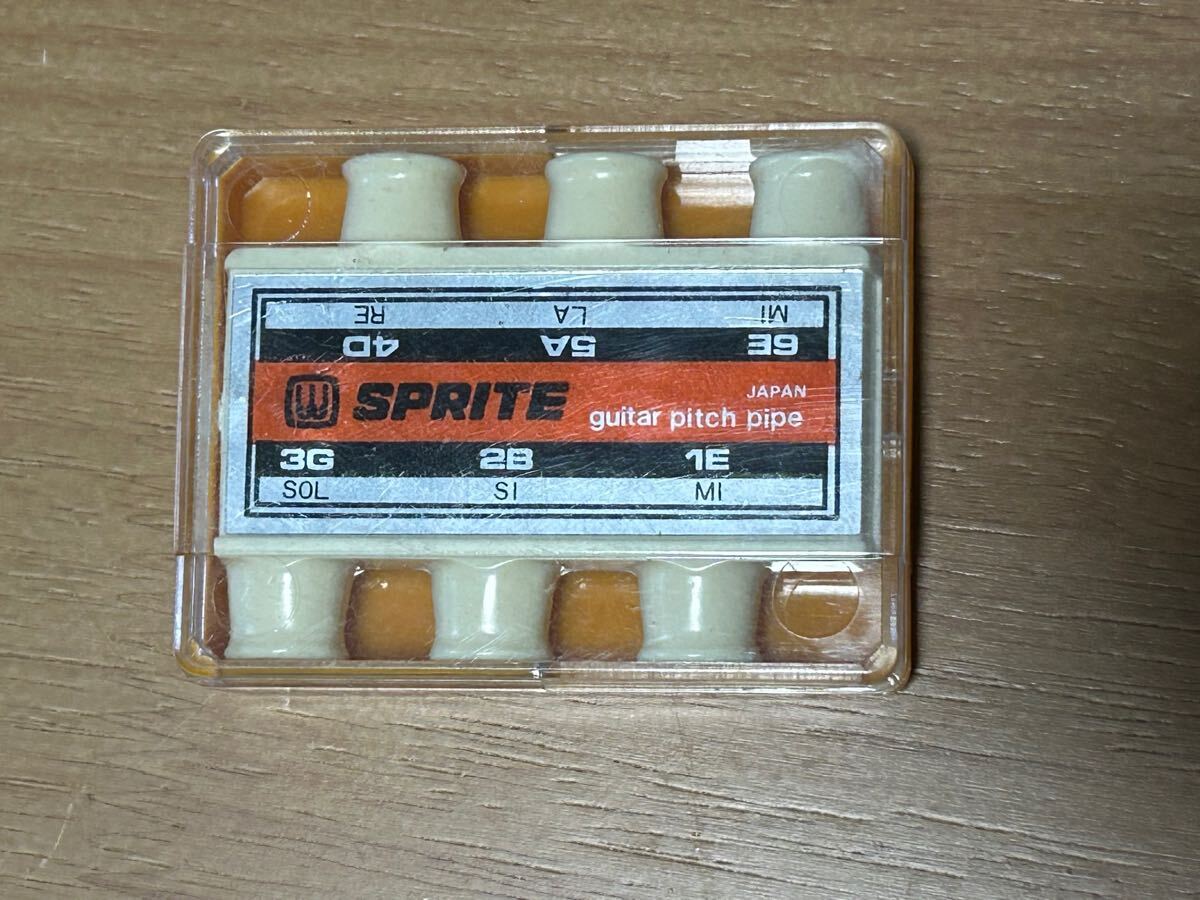 MI LA RE
6E 5A 4D
W SPRITE
JAPAN
guitar pitch pipe
3G 2B 1E
SOL SI MI